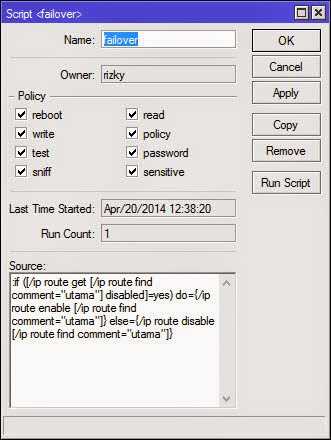 Script <failover>
Name: failover
OK
Owner: rizky
Cancel
Policy
Apply
reboot read
write policy
Copy
test password
Remove
sniff sensitive
Run Script
Last Time Started: Apr/20/2014 12:38:20
Run Count: 1
Source:
:if ([/ip route get [/ip route find
comment="utama"] disabled]=yes) do={/ip
route enable [/ip route find
comment="utama"]} else={/ip route disable
[/ip route find comment="utama"]}